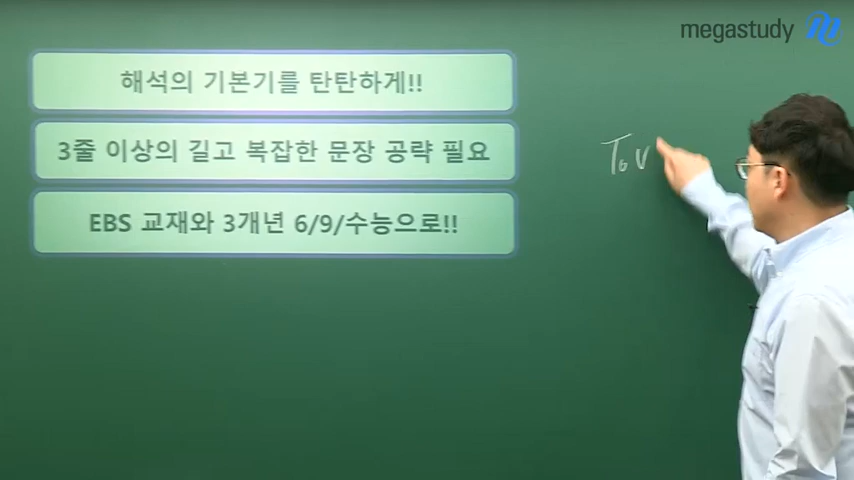 megastudy
해석의 기본기를 탄탄하게!!
3줄 이상의 길고 복잡한 문장 공략 필요
To v
EBS 교재와 3개년 6/9/수능으로!!